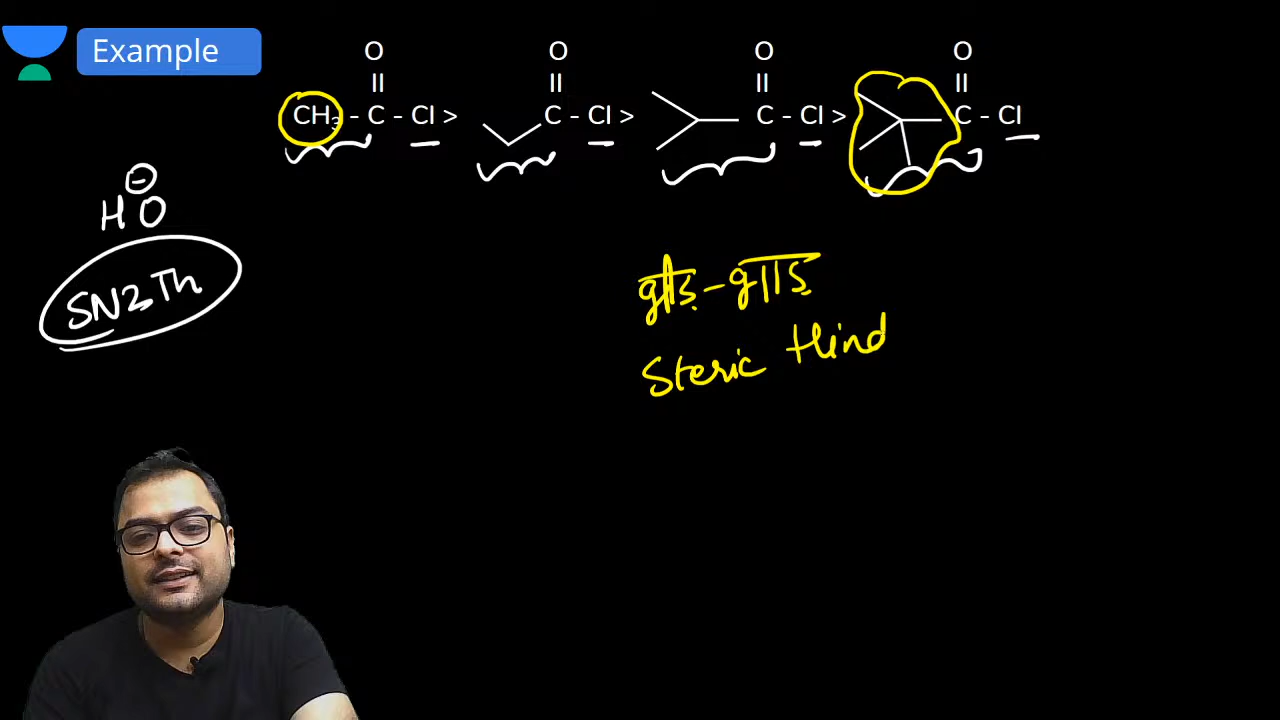 Example
O O O O
|| || || ||
CH₃ - C - Cl > C - Cl > C - Cl > C - Cl
⊖
HO
SN2Th
Steric Hind